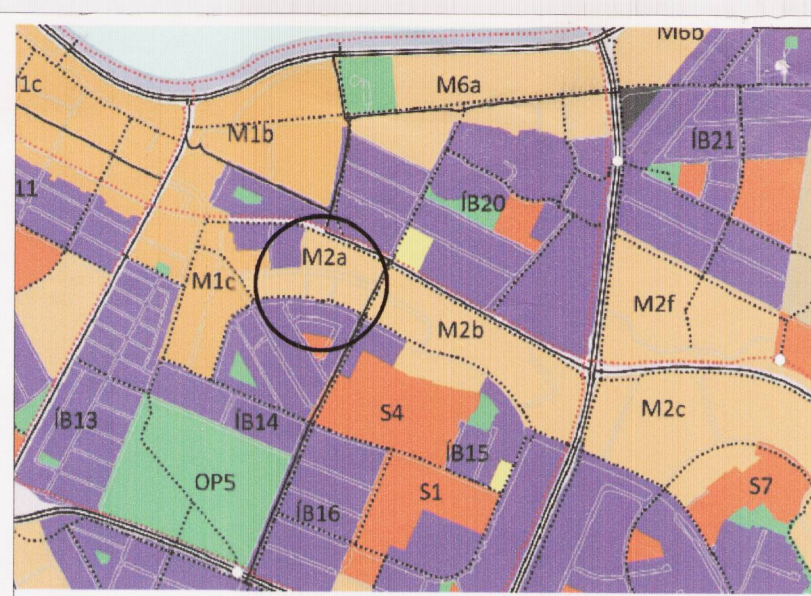 M6b
M6a
M1b
ÍB21
11
ÍB20
M2a
M1c
M2f
M2b
M2c
S4
ÍB13
ÍB14
ÍB15
OP5
S1
S7
ÍB16